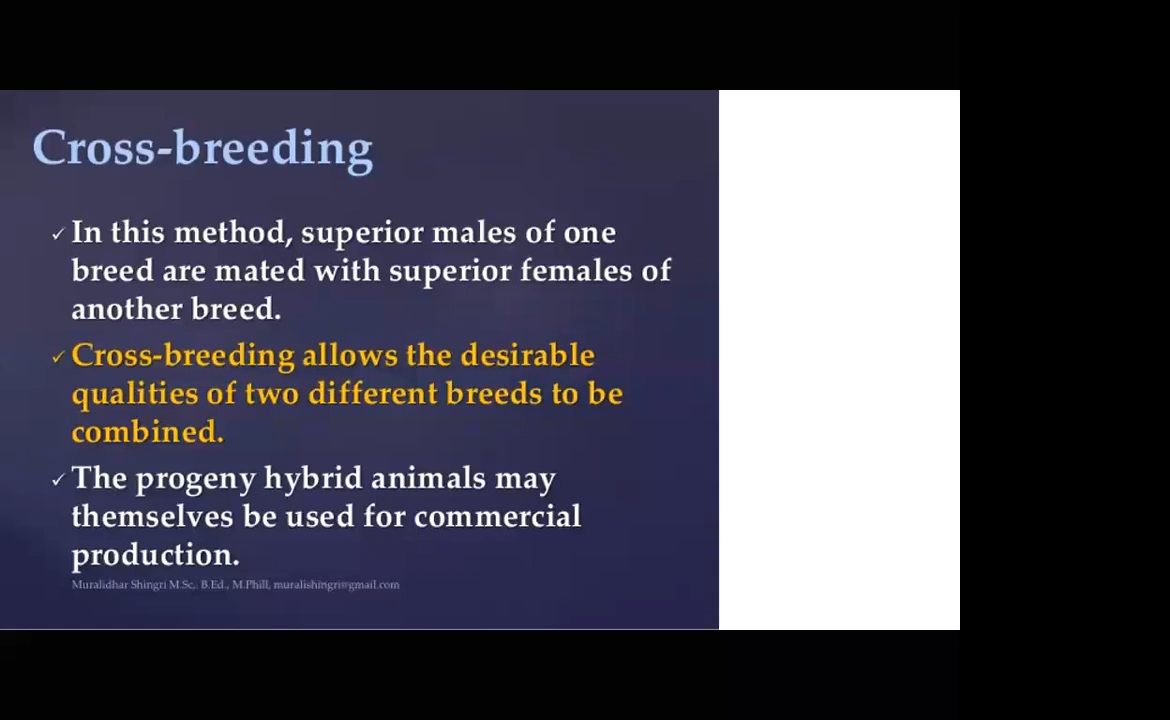 Cross-breeding
✓ In this method, superior males of one
breed are mated with superior females of
another breed.
✓ Cross-breeding allows the desirable
qualities of two different breeds to be
combined.
✓ The progeny hybrid animals may
themselves be used for commercial
production.
Muralidhar Shingri M.Sc,. B.Ed., M.Phill, muralishingri@gmail.com